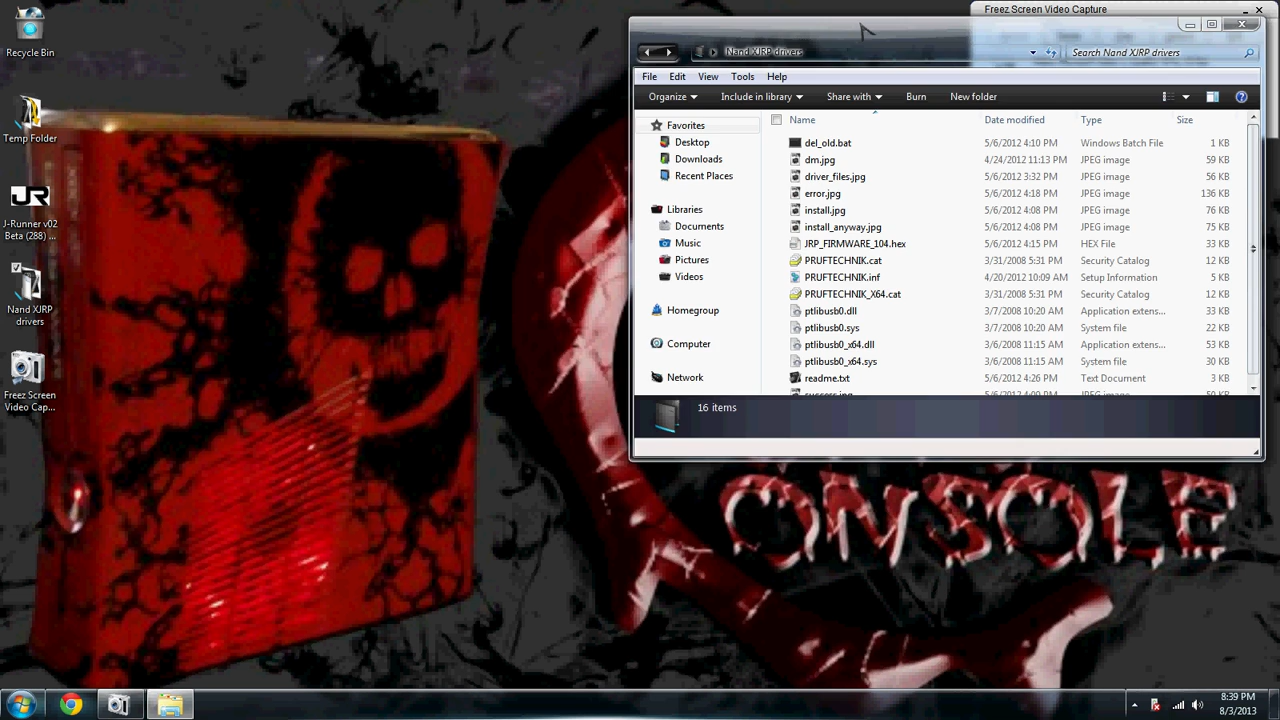 Recycle Bin
Temp Folder
J-Runner v02
Beta (288) ...
Nand XJRP
drivers
Freez Screen
Video Cap...
Freez Screen Video Capture
Nand XJRP drivers
Search Nand XJRP drivers
File Edit View Tools Help
Organize Include in library Share with Burn New folder
Favorites
Desktop
Downloads
Recent Places
Libraries
Documents
Music
Pictures
Videos
Homegroup
Computer
Network
Name Date modified Type Size
del_old.bat 5/6/2012 4:10 PM Windows Batch File 1 KB
dm.jpg 4/24/2012 11:13 PM JPEG image 59 KB
driver_files.jpg 5/6/2012 3:32 PM JPEG image 56 KB
error.jpg 5/6/2012 4:18 PM JPEG image 136 KB
install.jpg 5/6/2012 4:08 PM JPEG image 76 KB
install_anyway.jpg 5/6/2012 4:08 PM JPEG image 75 KB
JRP_FIRMWARE_104.hex 5/6/2012 4:15 PM HEX File 33 KB
PRUFTECHNIK.cat 3/31/2008 5:31 PM Security Catalog 12 KB
PRUFTECHNIK.inf 4/20/2012 10:09 AM Setup Information 5 KB
PRUFTECHNIK_X64.cat 3/31/2008 5:31 PM Security Catalog 12 KB
ptlibusb0.dll 3/7/2008 10:20 AM Application extens... 33 KB
ptlibusb0.sys 3/7/2008 10:20 AM System file 22 KB
ptlibusb0_x64.dll 3/6/2008 11:15 AM Application extens... 53 KB
ptlibusb0_x64.sys 3/6/2008 11:15 AM System file 30 KB
readme.txt 5/6/2012 4:26 PM Text Document 3 KB
16 items
ONSOLE
8:39 PM
8/3/2013